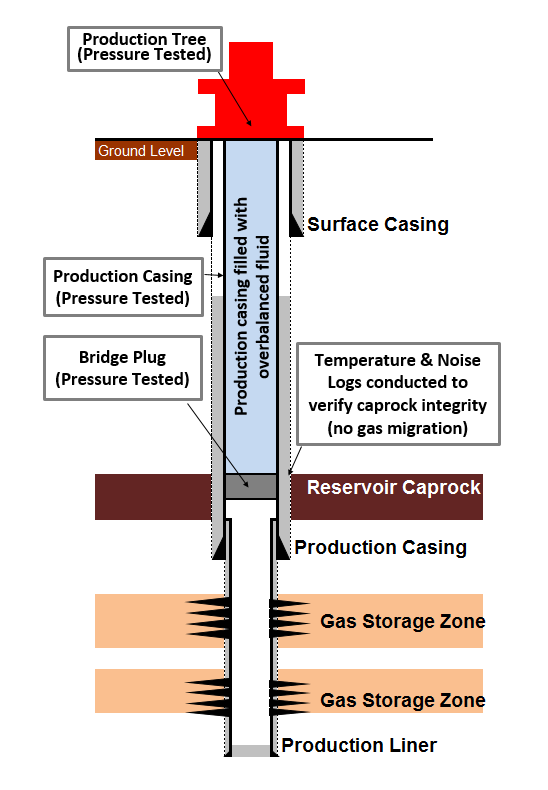 Production Tree
(Pressure Tested)
Ground Level
Surface Casing
Production casing filled with
overbalanced fluid
Production Casing
(Pressure Tested)
Bridge Plug
(Pressure Tested)
Temperature & Noise
Logs conducted to
verify caprock integrity
(no gas migration)
Reservoir Caprock
Production Casing
Gas Storage Zone
Gas Storage Zone
Production Liner